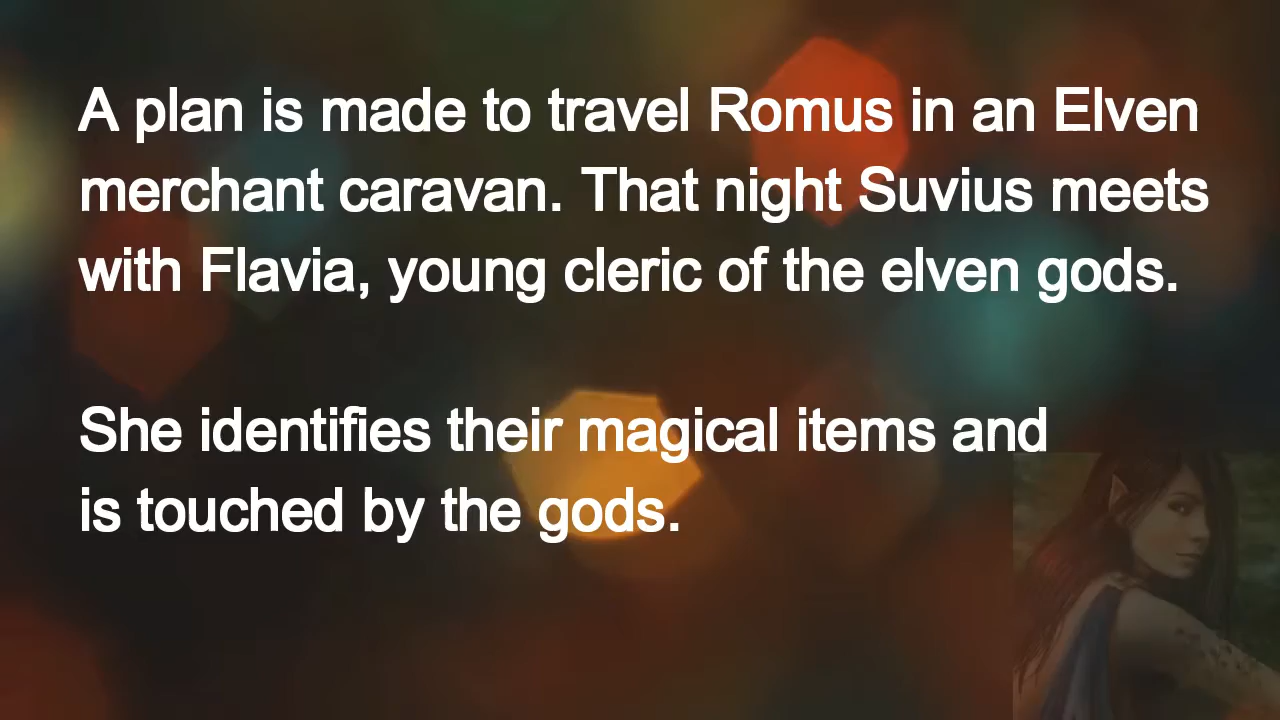 A plan is made to travel Romus in an Elven
merchant caravan. That night Suvius meets
with Flavia, young cleric of the elven gods.
She identifies their magical items and
is touched by the gods.